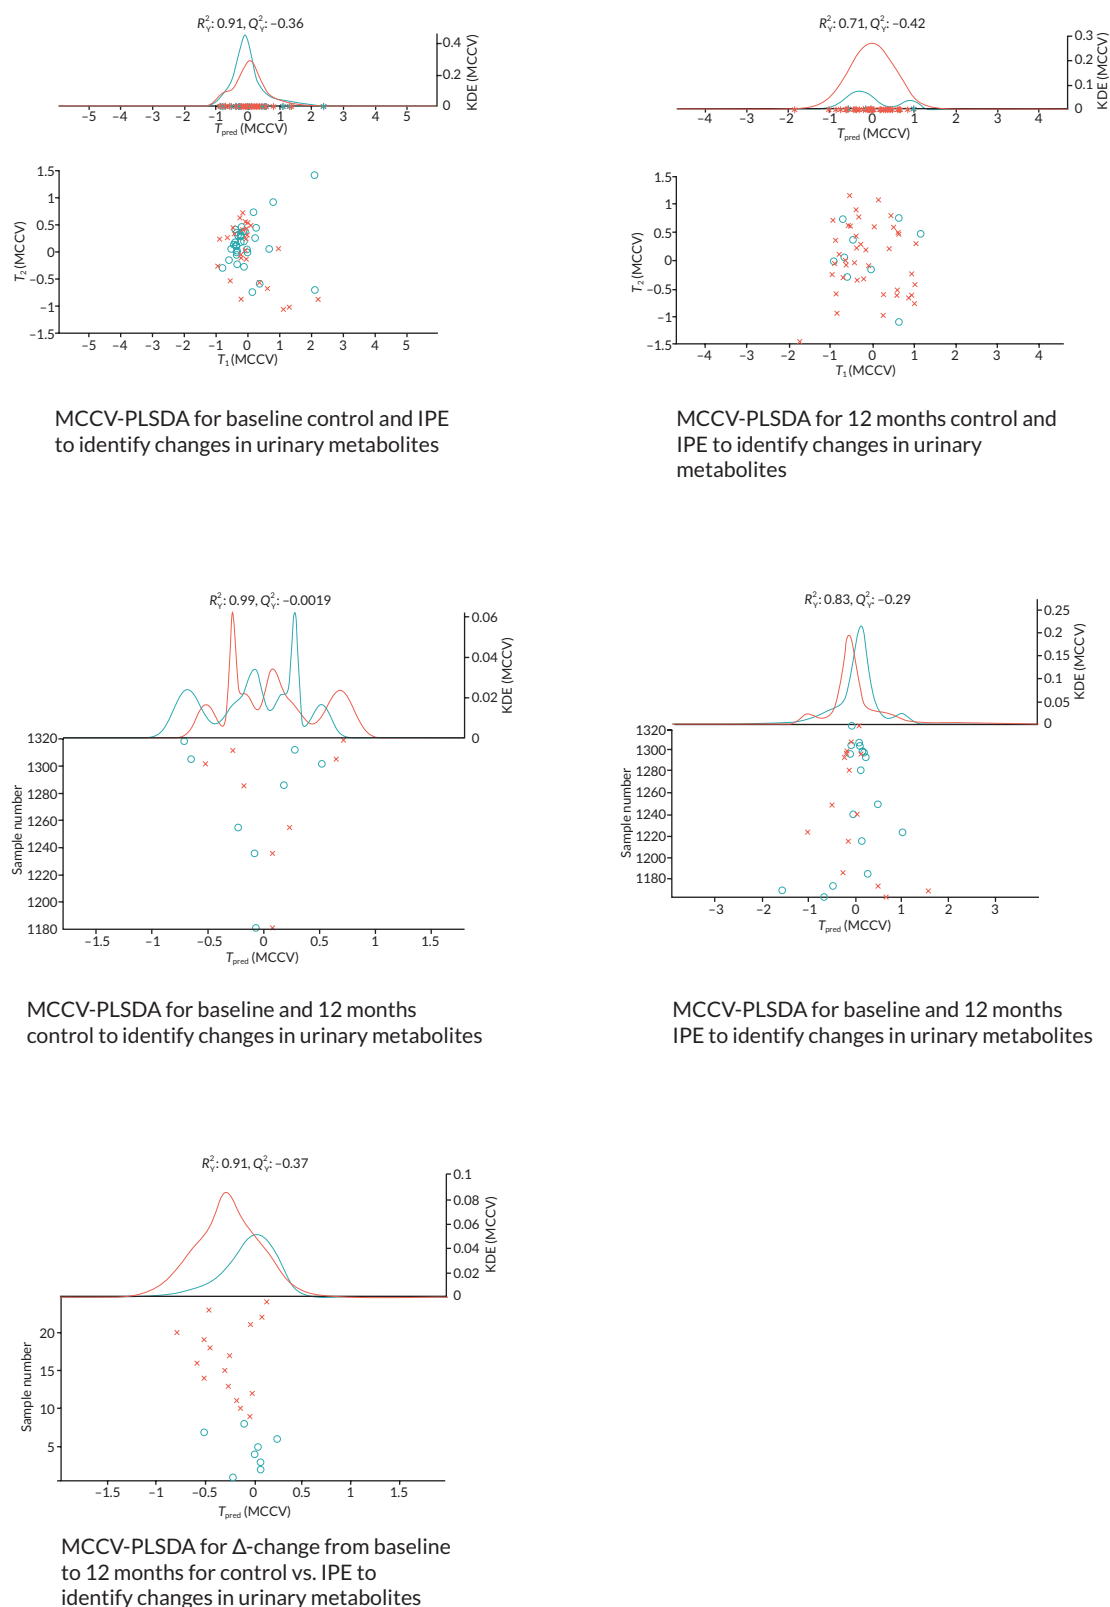 R²Y: 0.91, Q²Y: –0.36
0.4
0.2
0
KDE (MCCV)
–5 –4 –3 –2 –1 0 1 2 3 4 5
Tpred (MCCV)
1.5
1
0.5
0
–0.5
–1
–1.5
T2 (MCCV)
–5 –4 –3 –2 –1 0 1 2 3 4 5
T1 (MCCV)
MCCV-PLSDA for baseline control and IPE
to identify changes in urinary metabolites
R²Y: 0.71, Q²Y: –0.42
0.3
0.2
0.1
0
KDE (MCCV)
–4 –3 –2 –1 0 1 2 3 4
Tpred (MCCV)
1.5
1
0.5
0
–0.5
–1
–1.5
T2 (MCCV)
–4 –3 –2 –1 0 1 2 3 4
T1 (MCCV)
MCCV-PLSDA for 12 months control and
IPE to identify changes in urinary
metabolites
R²Y: 0.99, Q²Y: –0.0019
0.06
0.04
0.02
0
KDE (MCCV)
1320
1300
1280
1260
1240
1220
1200
1180
Sample number
–1.5 –1 –0.5 0 0.5 1 1.5
Tpred (MCCV)
MCCV-PLSDA for baseline and 12 months
control to identify changes in urinary metabolites
R²Y: 0.83, Q²Y: –0.29
0.25
0.2
0.15
0.1
0.05
0
KDE (MCCV)
1320
1300
1280
1260
1240
1220
1200
1180
Sample number
–3 –2 –1 0 1 2 3
Tpred (MCCV)
MCCV-PLSDA for baseline and 12 months
IPE to identify changes in urinary metabolites
R²Y: 0.91, Q²Y: –0.37
0.1
0.08
0.06
0.04
0.02
0
KDE (MCCV)
20
15
10
5
Sample number
–1.5 –1 –0.5 0 0.5 1 1.5
Tpred (MCCV)
MCCV-PLSDA for Δ-change from baseline
to 12 months for control vs. IPE to
identify changes in urinary metabolites